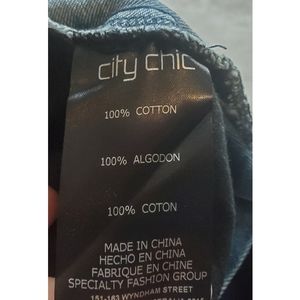 city chic
100% COTTON
100% ALGODON
100% COTON
MADE IN CHINA
HECHO EN CHINA
FABRIQUE EN CHINE
SPECIALTY FASHION GROUP
151-163 WYNDHAM STREET